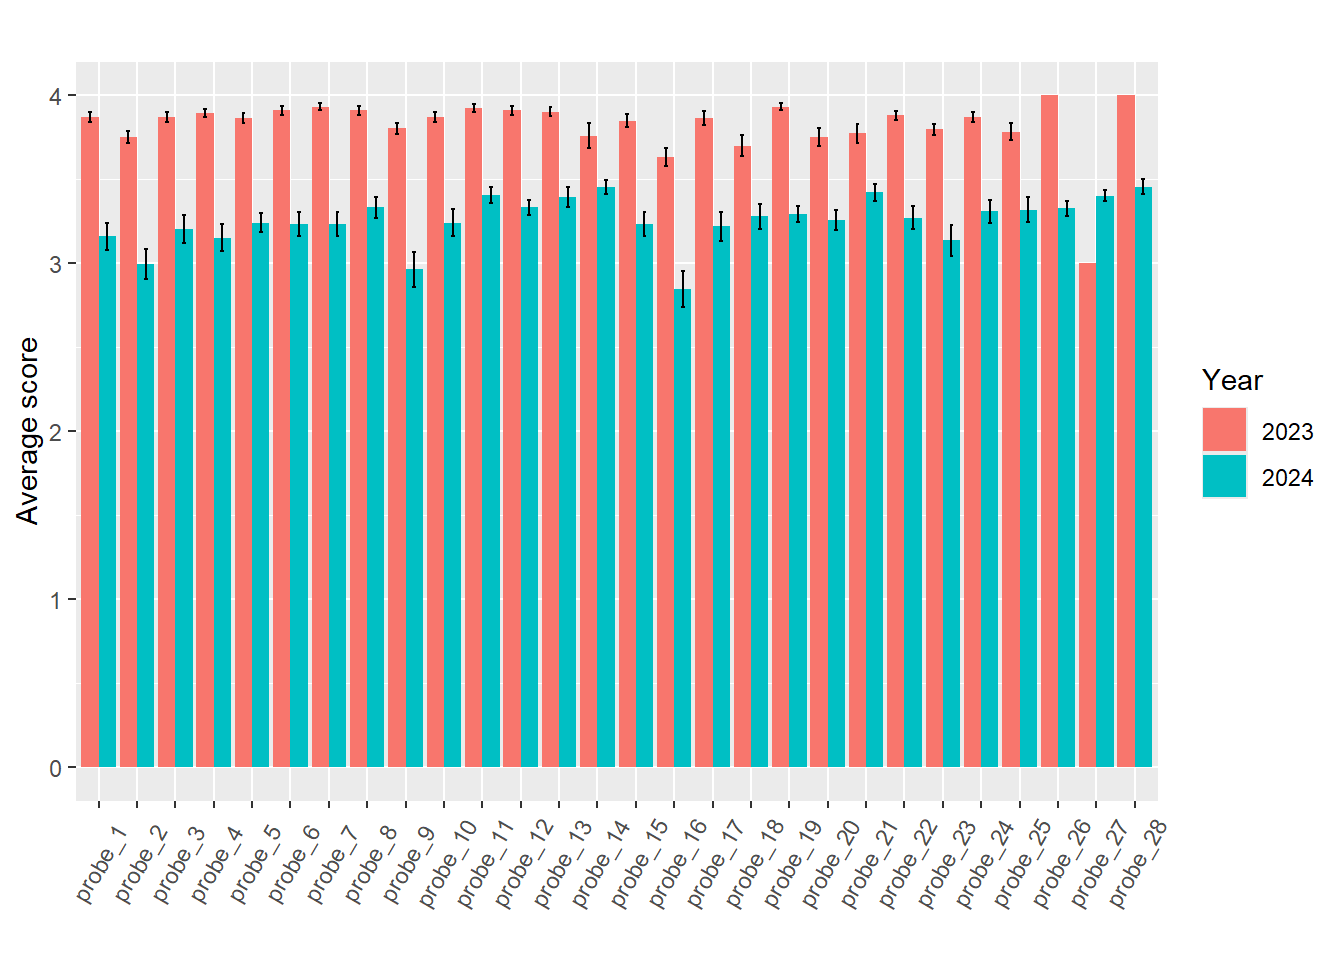 Average score
4
3
2
1
0
probe_1
probe_2
probe_3
probe_4
probe_5
probe_6
probe_7
probe_8
probe_9
probe_10
probe_11
probe_12
probe_13
probe_14
probe_15
probe_16
probe_17
probe_18
probe_19
probe_20
probe_21
probe_22
probe_23
probe_24
probe_25
probe_26
probe_27
probe_28
Year
2023
2024